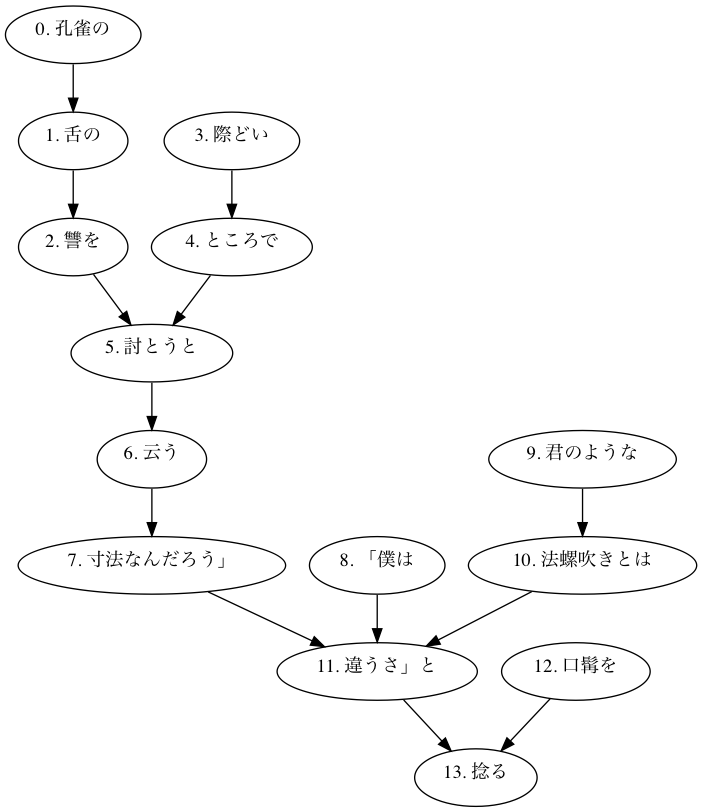 0. 孔雀の
1. 舌の
3. 際どい
2. 讐を
4. ところで
5. 討とうと
6. 云う
9. 君のような
7. 寸法なんだろう」
8. 「僕は
10. 法螺吹きとは
11. 違うさ」と
12. 口髯を
13. 捻る